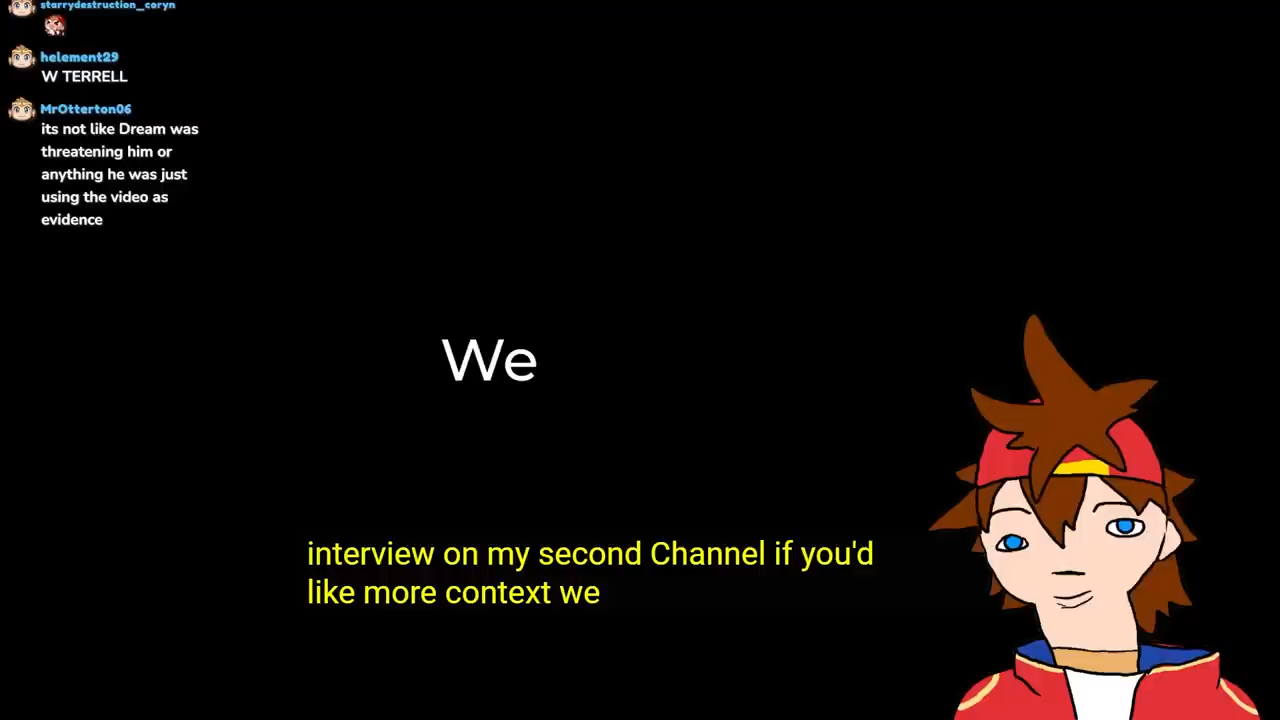 starrydestruction_coryn
helement29
W TERRELL
MrOtterton06
its not like Dream was
threatening him or
anything he was just
using the video as
evidence
We
interview on my second Channel if you'd
like more context we